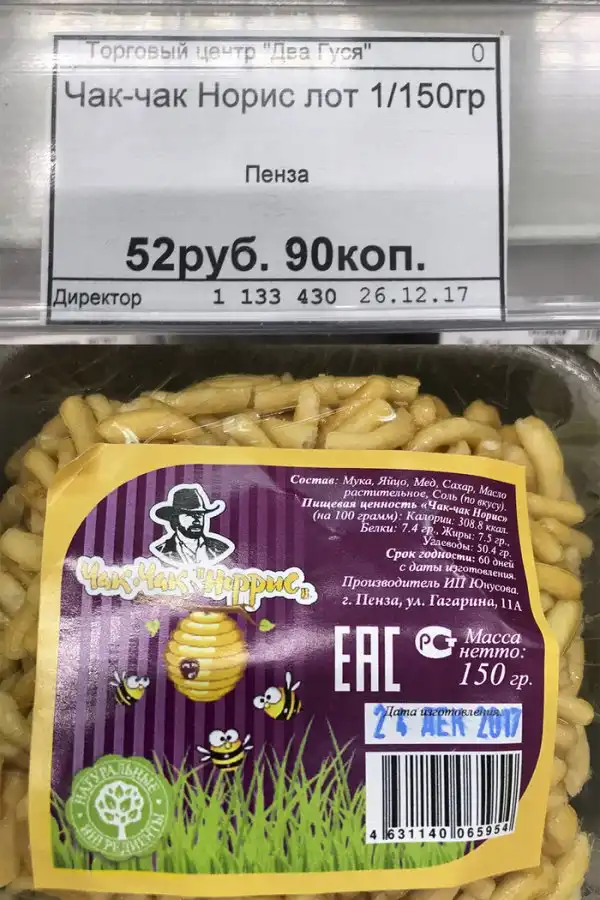 Торговый центр "Два Гуся" 0
Чак-чак Норис лот 1/150гр
Пенза
52руб. 90коп.
Директор 1 133 430 26.12.17
Состав: Мука, Яйцо, Мед, Сахар, Масло
растительное, Соль (по вкусу).
Пищевая ценность «Чак-чак Норис»
(на 100 грамм): Калории: 308,8 ккал.
Белки: 7.4 гр., Жиры: 7.5 гр.,
Углеводы: 50.4 гр.
Срок годности: 60 дней
с даты изготовления.
Производитель ИП Юнусова.
г. Пенза, ул. Гагарина, 11А
Чак-Чак "Норрис"
ЕАС РСТ Масса
нетто:
150 гр.
Дата изготовления
24 ДЕК 2017
НАТУРАЛЬНЫЕ
ИНГРЕДИЕНТЫ
4 631140 065954